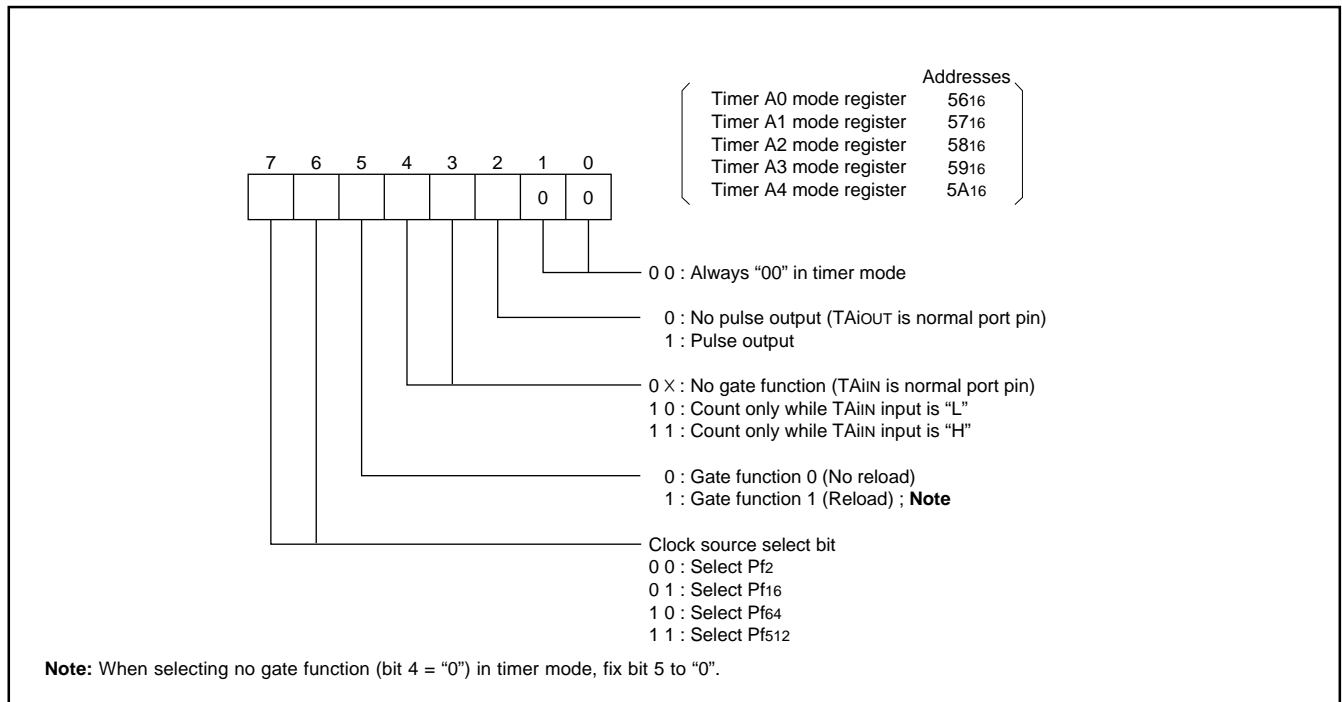 Addresses
Timer A0 mode register 5616
Timer A1 mode register 5716
Timer A2 mode register 5816
Timer A3 mode register 5916
Timer A4 mode register 5A16
7 6 5 4 3 2 1 0
0 0
0 0 : Always “00” in timer mode
0 : No pulse output (TAiOUT is normal port pin)
1 : Pulse output
0 × : No gate function (TAiIN is normal port pin)
1 0 : Count only while TAiIN input is “L”
1 1 : Count only while TAiIN input is “H”
0 : Gate function 0 (No reload)
1 : Gate function 1 (Reload) ; Note
Clock source select bit
0 0 : Select Pf2
0 1 : Select Pf16
1 0 : Select Pf64
1 1 : Select Pf512
Note: When selecting no gate function (bit 4 = “0”) in timer mode, fix bit 5 to “0”.